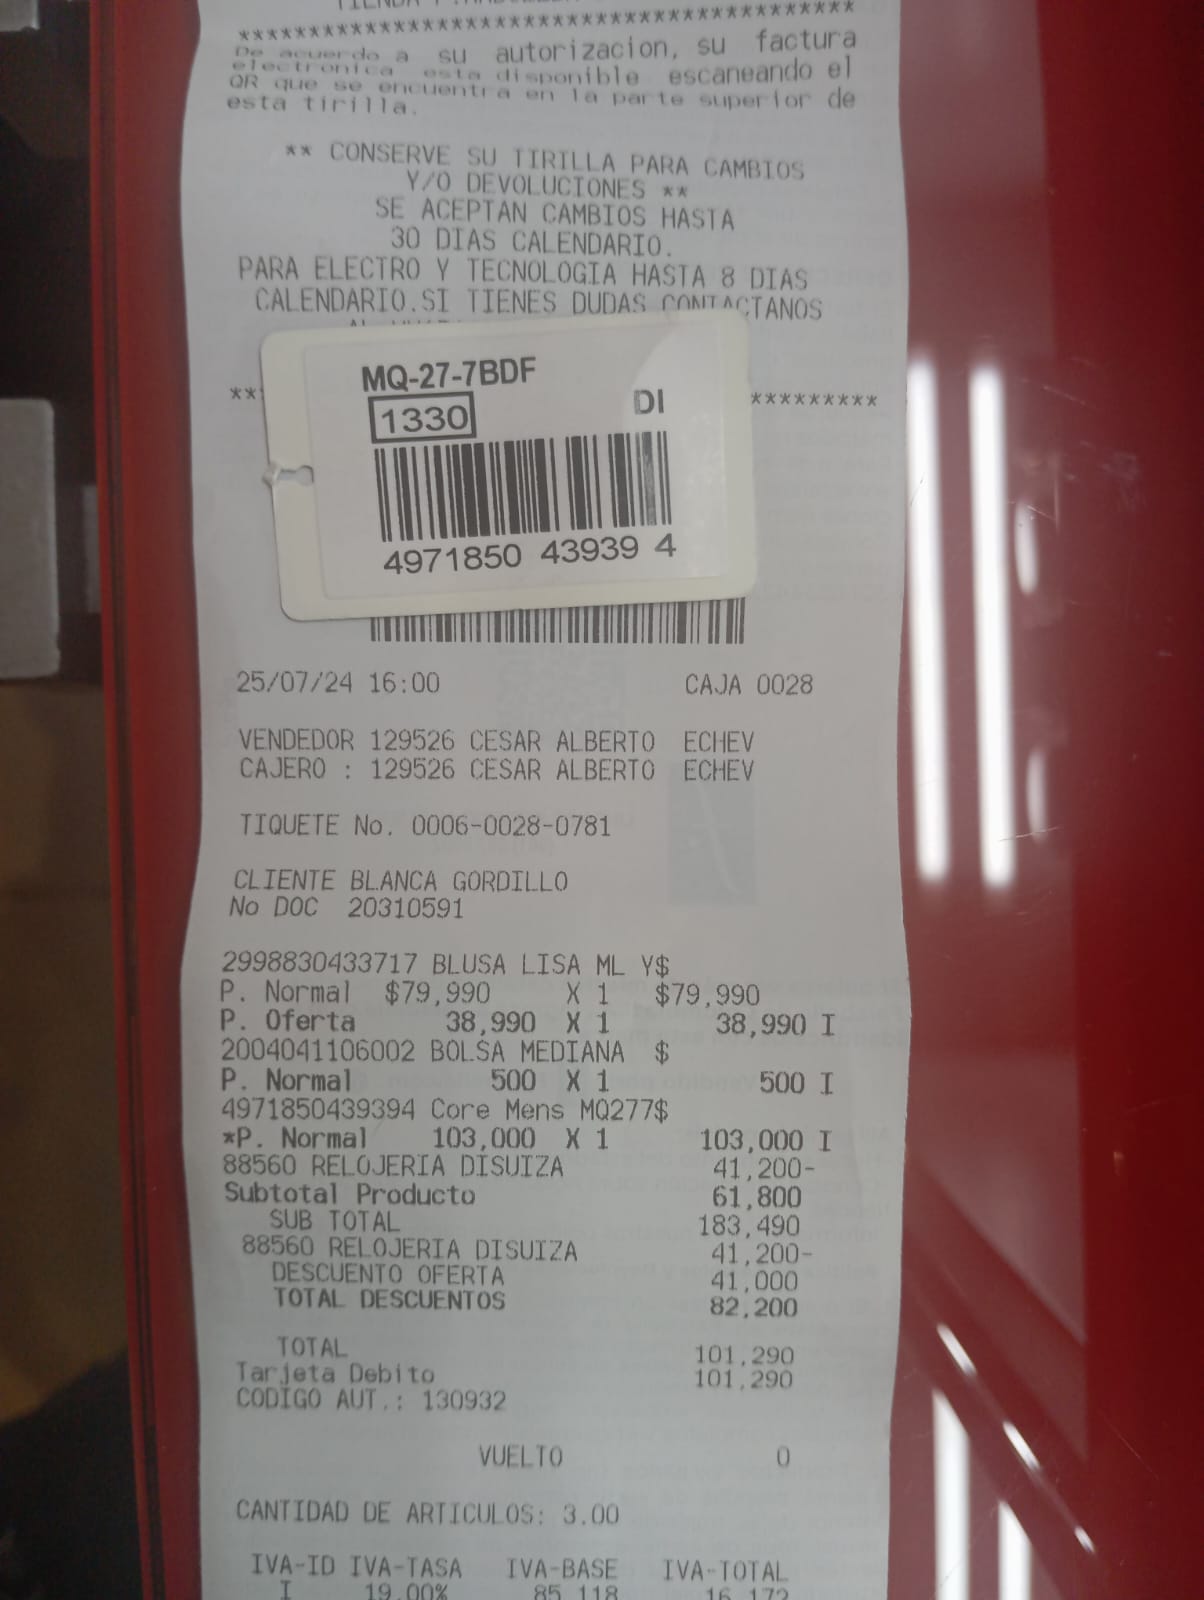 ******************************************
De acuerdo a su autorizacion, su factura
electronica esta disponible escaneando el
QR que se encuentra en la parte superior de
esta tirilla.
** CONSERVE SU TIRILLA PARA CAMBIOS
Y/O DEVOLUCIONES **
SE ACEPTAN CAMBIOS HASTA
30 DIAS CALENDARIO.
PARA ELECTRO Y TECNOLOGIA HASTA 8 DIAS
CALENDARIO.SI TIENES DUDAS CONTACTANOS
MQ-27-7BDF
1330 DI
4971850 43939 4
25/07/24 16:00 CAJA 0028
VENDEDOR 129526 CESAR ALBERTO ECHEV
CAJERO : 129526 CESAR ALBERTO ECHEV
TIQUETE No. 0006-0028-0781
CLIENTE BLANCA GORDILLO
No DOC 20310591
2998830433717 BLUSA LISA ML Y$
P. Normal $79,990 X 1 $79,990
P. Oferta 38,990 X 1 38,990 I
2004041106002 BOLSA MEDIANA $
P. Normal 500 X 1 500 I
4971850439394 Core Mens MQ277$
*P. Normal 103,000 X 1 103,000 I
88560 RELOJERIA DISUIZA 41,200-
Subtotal Producto 61,800
SUB TOTAL 183,490
88560 RELOJERIA DISUIZA 41,200-
DESCUENTO OFERTA 41,000
TOTAL DESCUENTOS 82,200
TOTAL 101,290
Tarjeta Debito 101,290
CODIGO AUT.: 130932
VUELTO 0
CANTIDAD DE ARTICULOS: 3.00
IVA-ID IVA-TASA IVA-BASE IVA-TOTAL
I 19.00% 85,118 16,172